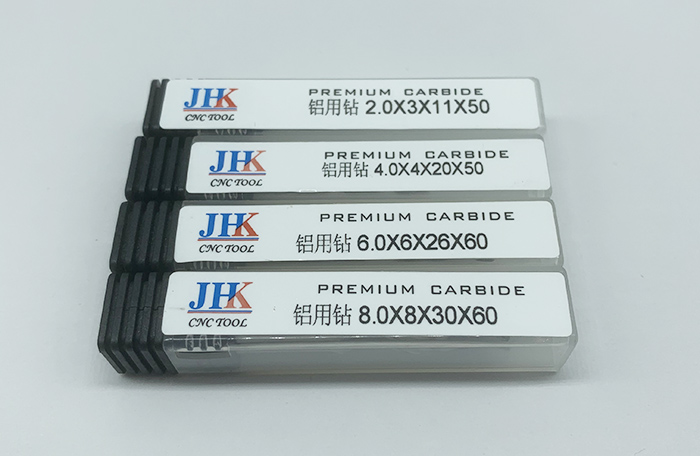 JHK
CNC TOOL
PREMIUM CARBIDE
铝用钻 2.0X3X11X50
JHK
CNC TOOL
PREMIUM CARBIDE
铝用钻 4.0X4X20X50
JHK
CNC TOOL
PREMIUM CARBIDE
铝用钻 6.0X6X26X60
JHK
CNC TOOL
PREMIUM CARBIDE
铝用钻 8.0X8X30X60